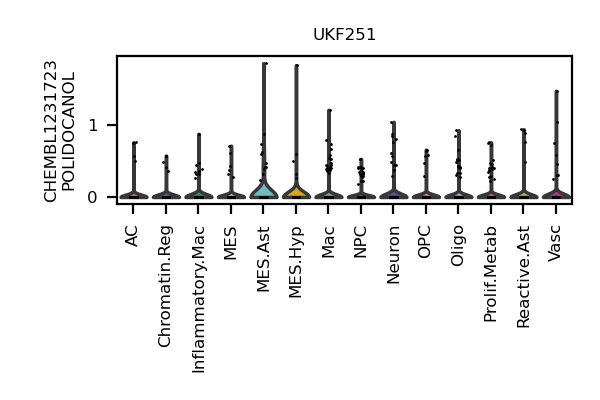 UKF251
CHEMBL1231723
POLIDOCANOL
1
0
AC
Chromatin.Reg
Inflammatory.Mac
MES
MES.Ast
MES.Hyp
Mac
NPC
Neuron
OPC
Oligo
Prolif.Metab
Reactive.Ast
Vasc